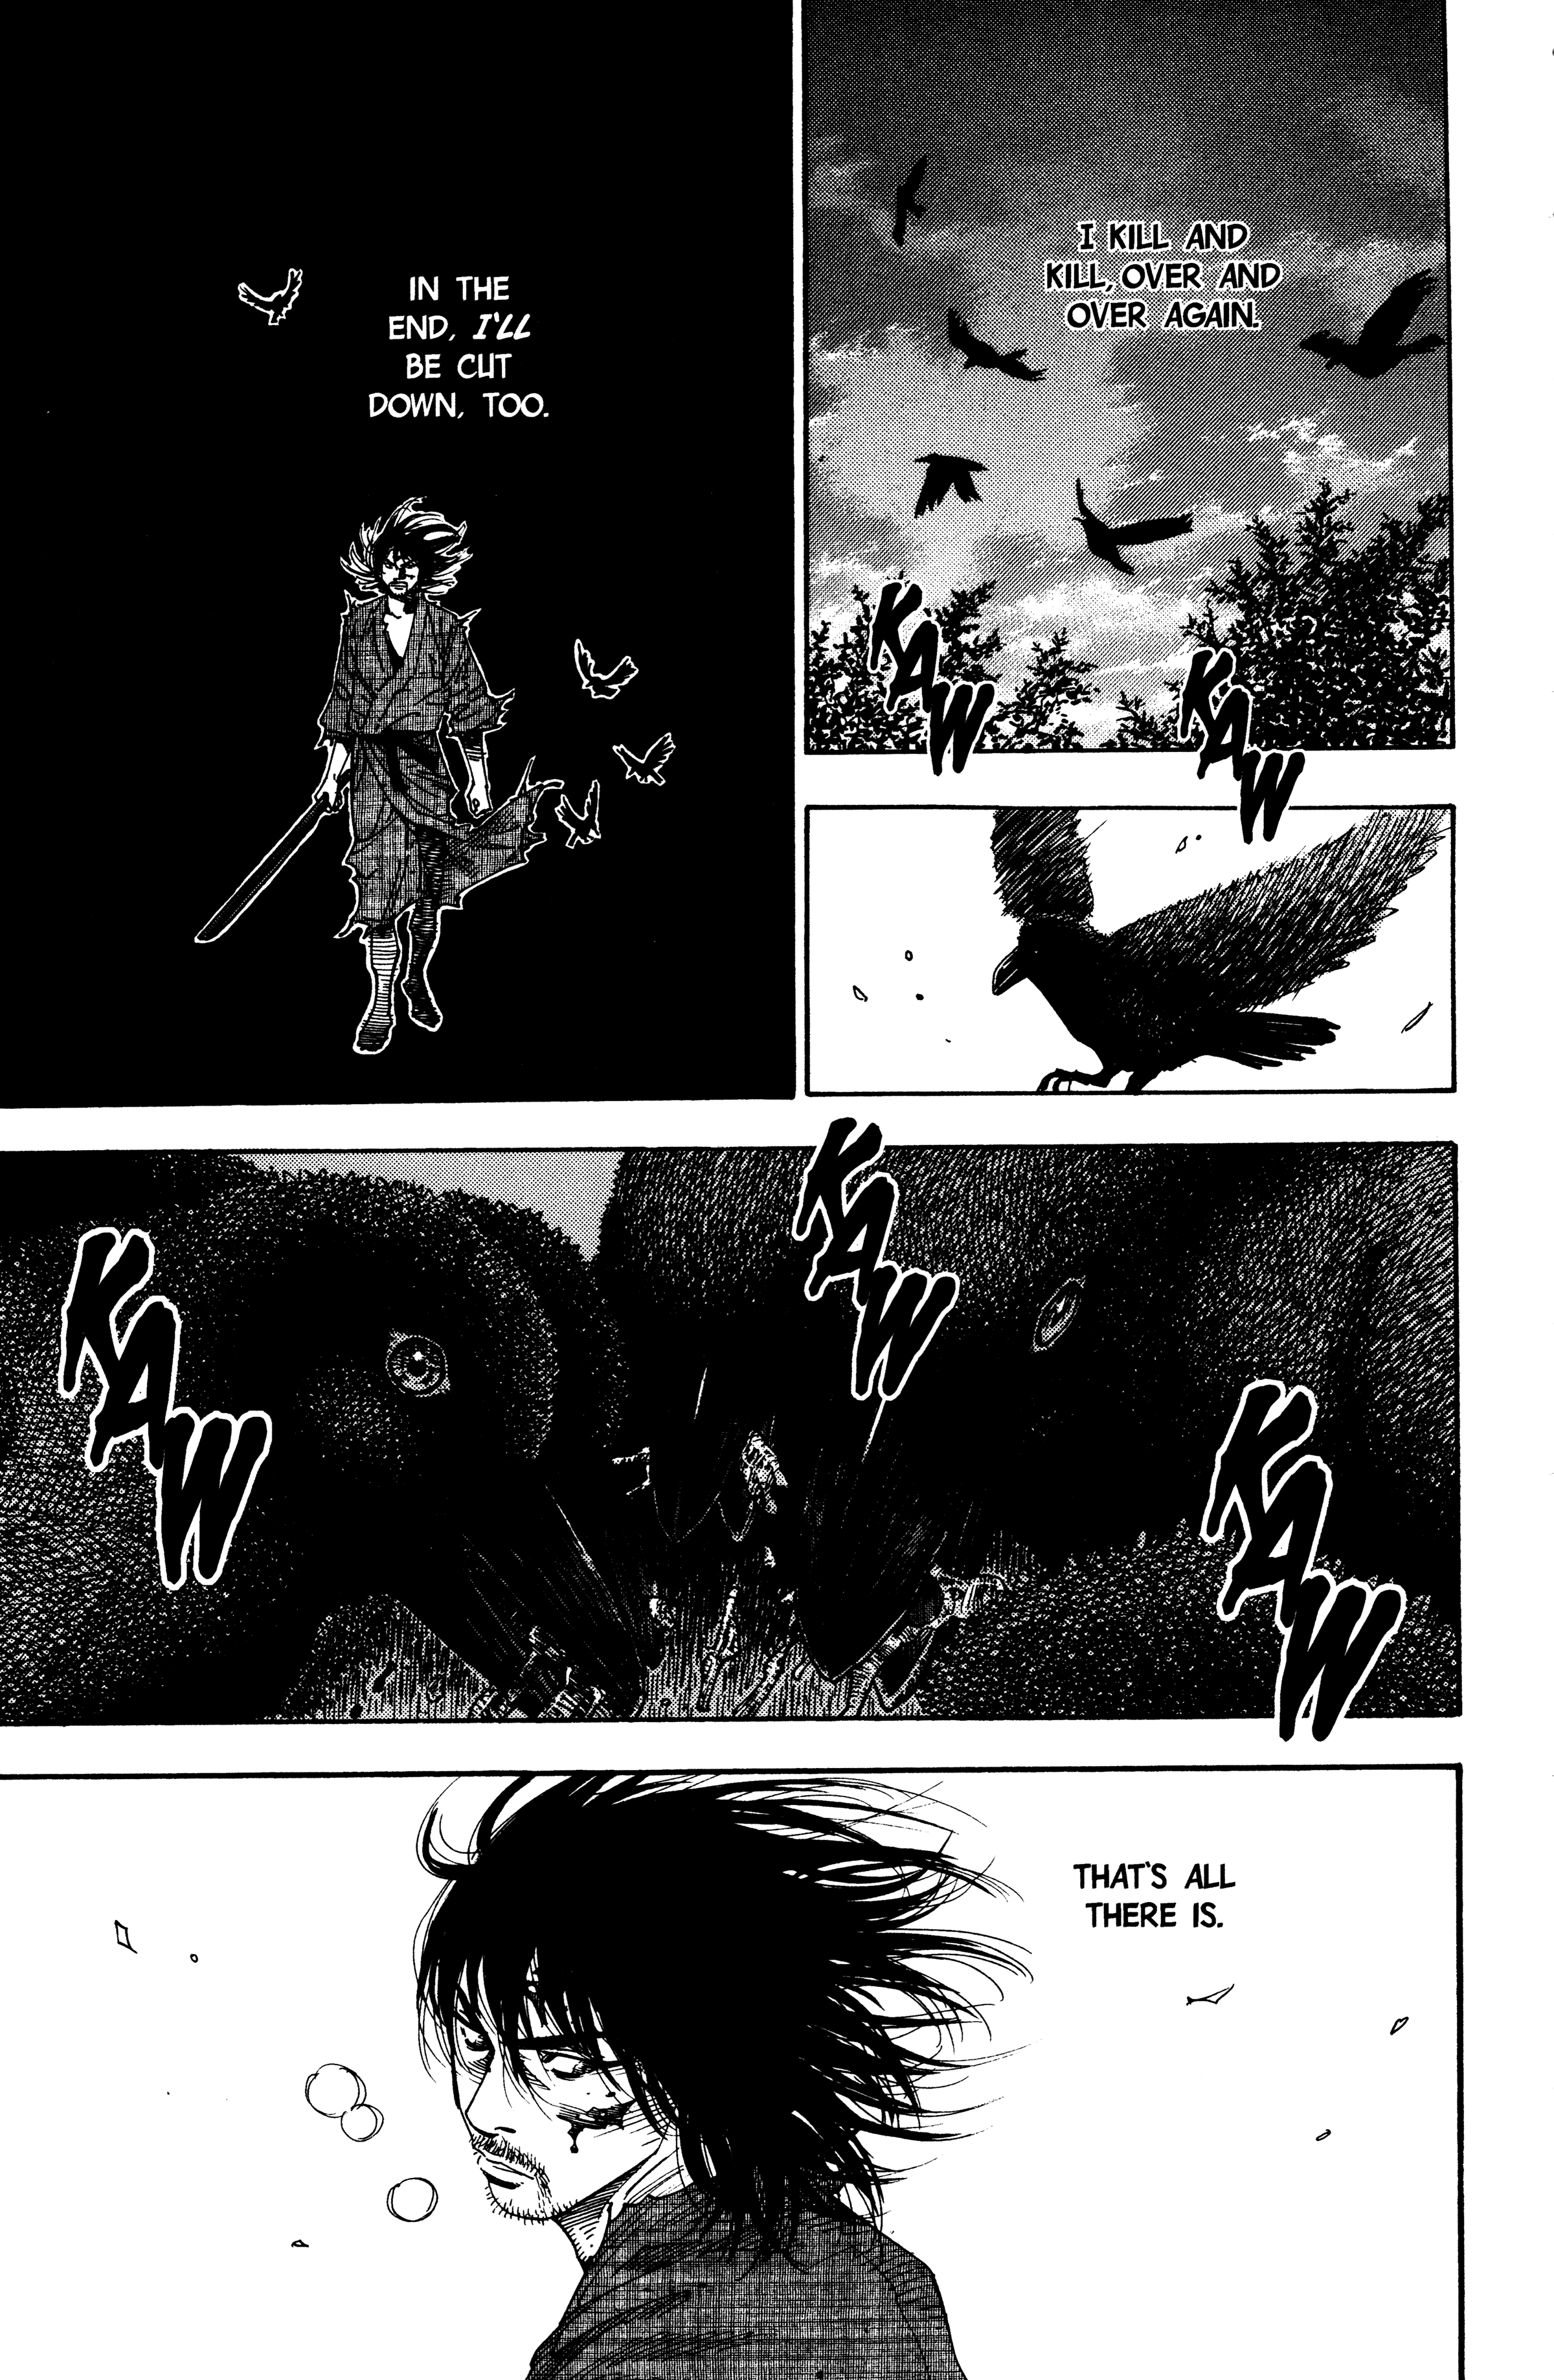 I KILL AND
KILL, OVER AND
OVER AGAIN.
KAW
KAW
IN THE
END, I'LL
BE CUT
DOWN, TOO.
KAW
KAW
KAW
THAT'S ALL
THERE IS.